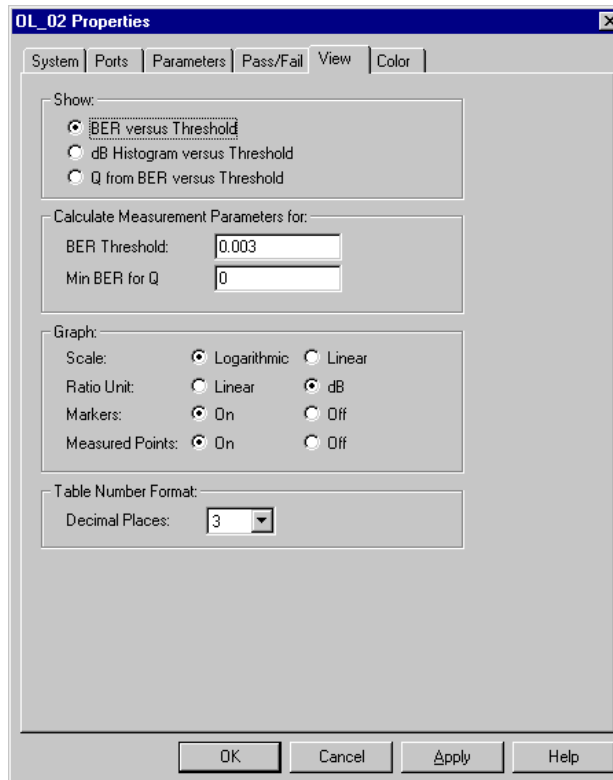 OL_02 Properties
System Ports Parameters Pass/Fail View Color
Show:
BER versus Threshold
dB Histogram versus Threshold
Q from BER versus Threshold
Calculate Measurement Parameters for:
BER Threshold: 0.003
Min BER for Q 0
Graph:
Scale: Logarithmic Linear
Ratio Unit: Linear dB
Markers: On Off
Measured Points: On Off
Table Number Format:
Decimal Places: 3
OK Cancel Apply Help